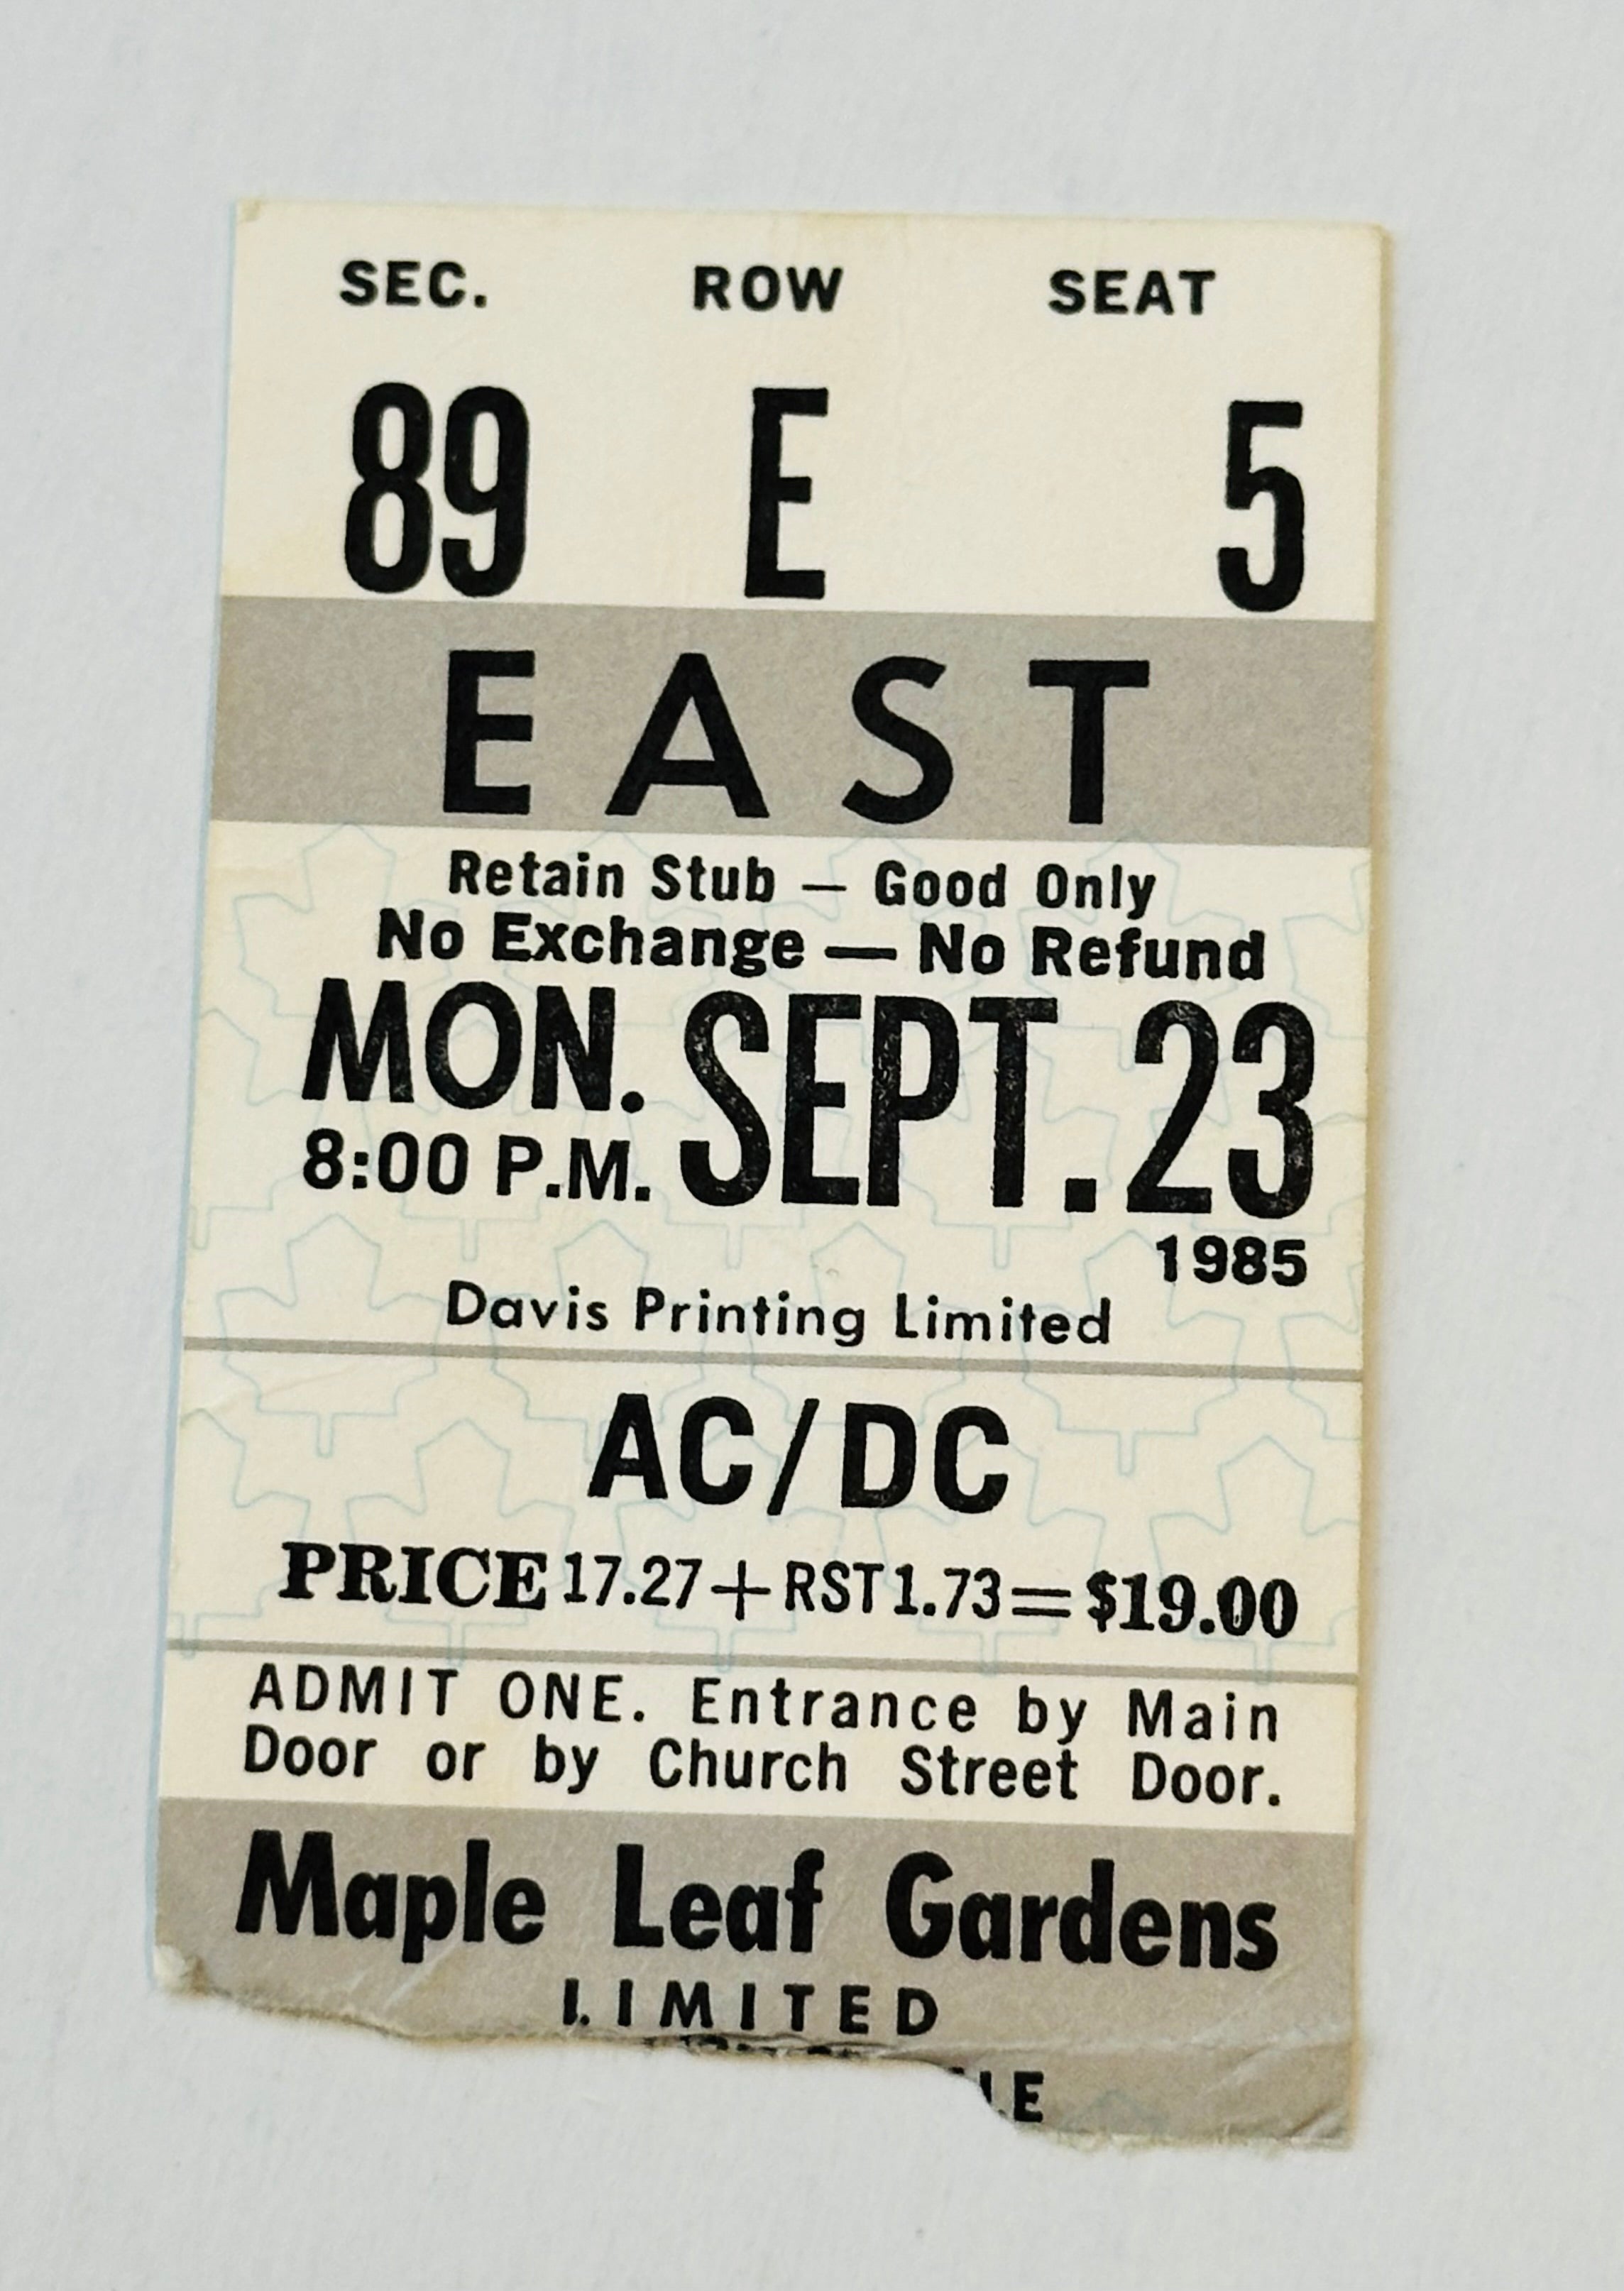 SEC. ROW SEAT
89 E 5
EAST
Retain Stub — Good Only
No Exchange — No Refund
MON. SEPT. 23
8:00 P.M.
1985
Davis Printing Limited
AC/DC
PRICE 17.27 + RST 1.73 = $19.00
ADMIT ONE. Entrance by Main
Door or by Church Street Door.
Maple Leaf Gardens
LIMITED